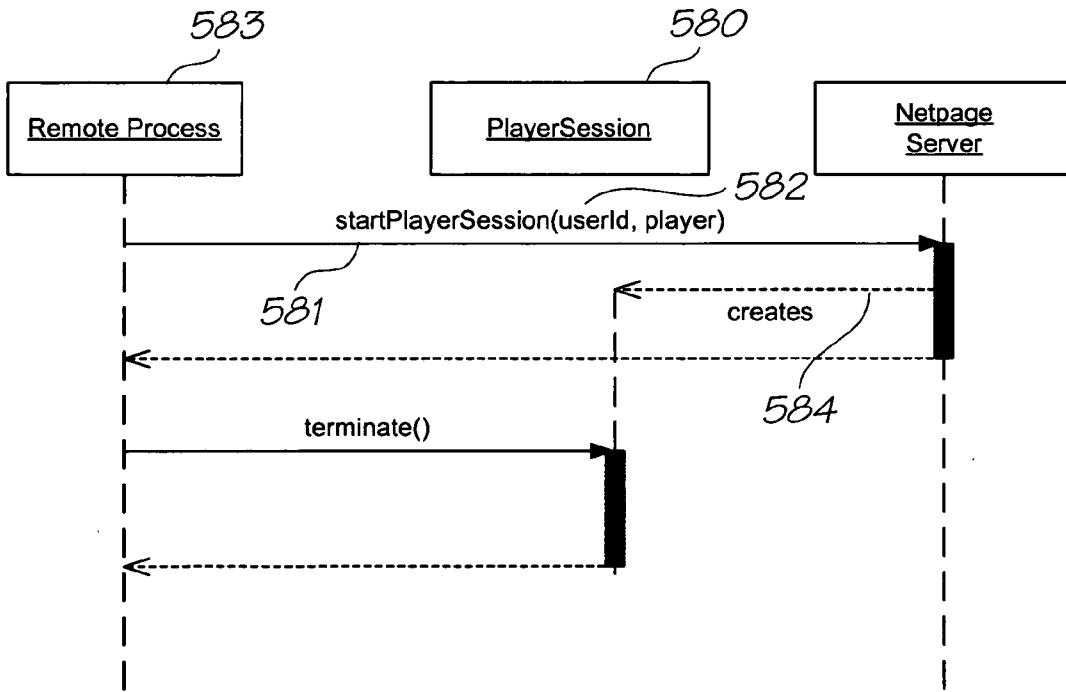 583
580
Remote Process
PlayerSession
Netpage
Server
582
startPlayerSession(userId, player)
581
creates
584
terminate()